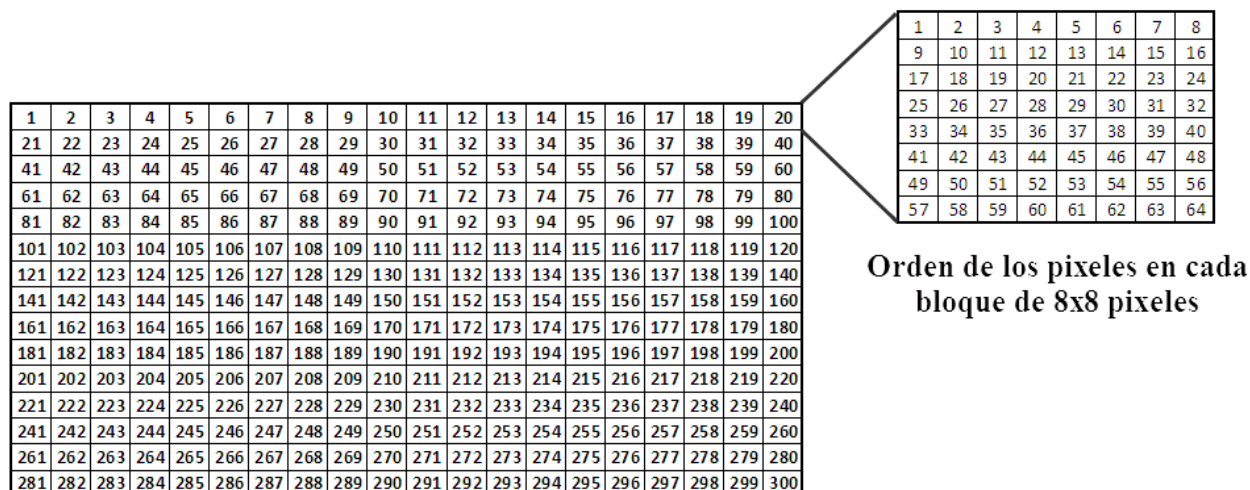 1 2 3 4 5 6 7 8
9 10 11 12 13 14 15 16
17 18 19 20 21 22 23 24
25 26 27 28 29 30 31 32
33 34 35 36 37 38 39 40
41 42 43 44 45 46 47 48
49 50 51 52 53 54 55 56
57 58 59 60 61 62 63 64
Orden de los pixeles en cada
bloque de 8x8 pixeles
1 2 3 4 5 6 7 8 9 10 11 12 13 14 15 16 17 18 19 20
21 22 23 24 25 26 27 28 29 30 31 32 33 34 35 36 37 38 39 40
41 42 43 44 45 46 47 48 49 50 51 52 53 54 55 56 57 58 59 60
61 62 63 64 65 66 67 68 69 70 71 72 73 74 75 76 77 78 79 80
81 82 83 84 85 86 87 88 89 90 91 92 93 94 95 96 97 98 99 100
101 102 103 104 105 106 107 108 109 110 111 112 113 114 115 116 117 118 119 120
121 122 123 124 125 126 127 128 129 130 131 132 133 134 135 136 137 138 139 140
141 142 143 144 145 146 147 148 149 150 151 152 153 154 155 156 157 158 159 160
161 162 163 164 165 166 167 168 169 170 171 172 173 174 175 176 177 178 179 180
181 182 183 184 185 186 187 188 189 190 191 192 193 194 195 196 197 198 199 200
201 202 203 204 205 206 207 208 209 210 211 212 213 214 215 216 217 218 219 220
221 222 223 224 225 226 227 228 229 230 231 232 233 234 235 236 237 238 239 240
241 242 243 244 245 246 247 248 249 250 251 252 253 254 255 256 257 258 259 260
261 262 263 264 265 266 267 268 269 270 271 272 273 274 275 276 277 278 279 280
281 282 283 284 285 286 287 288 289 290 291 292 293 294 295 296 297 298 299 300